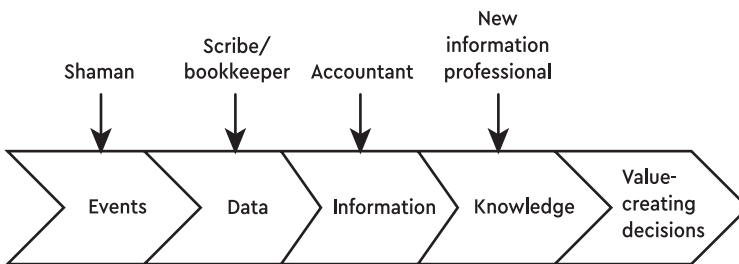 Shaman
Scribe/
bookkeeper
Accountant
New
information
professional
Events
Data
Information
Knowledge
Value-
creating
decisions